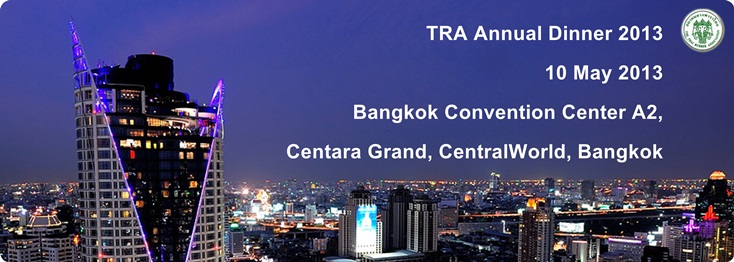 TRA Annual Dinner 2013
10 May 2013
Bangkok Convention Center A2,
Centara Grand, CentralWorld, Bangkok